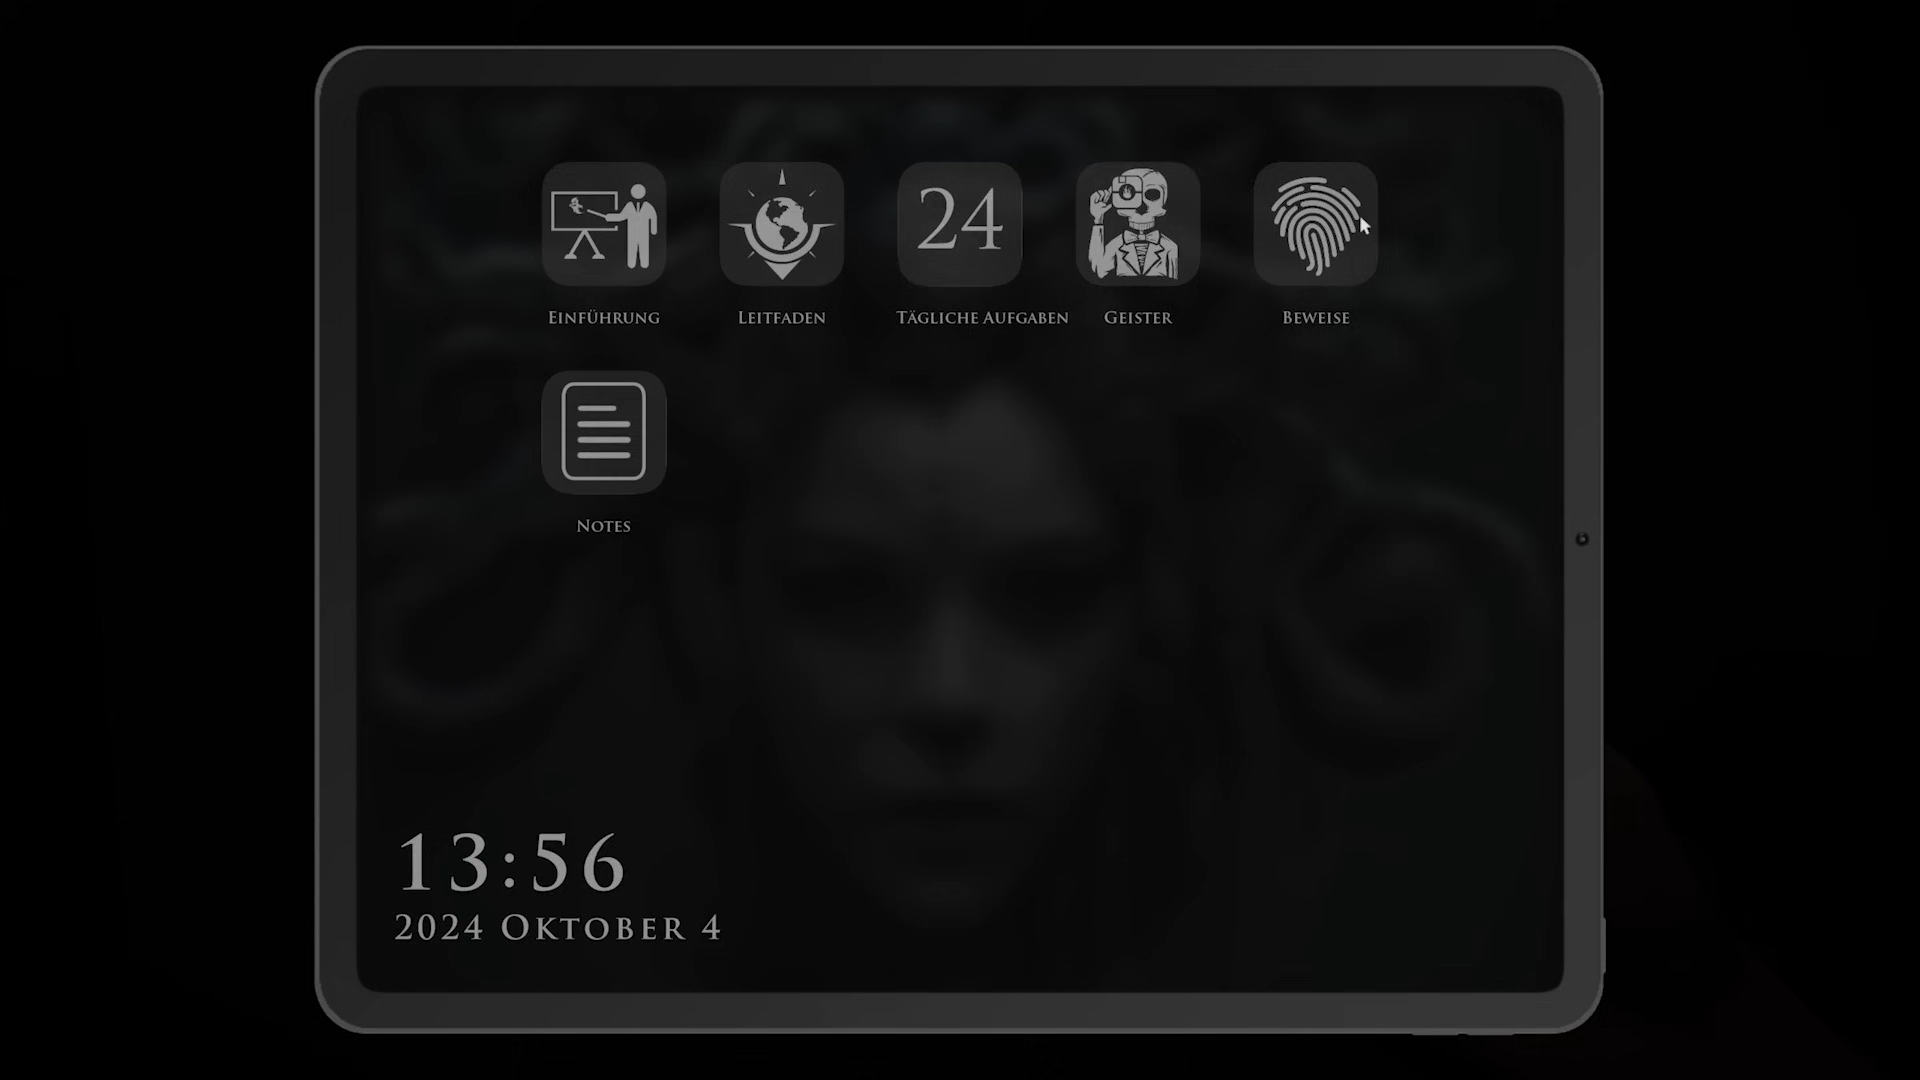 24
EINFÜHRUNG
LEITFADEN
TÄGLICHE AUFGABEN
GEISTER
BEWEISE
NOTES
13:56
2024 OKTOBER 4